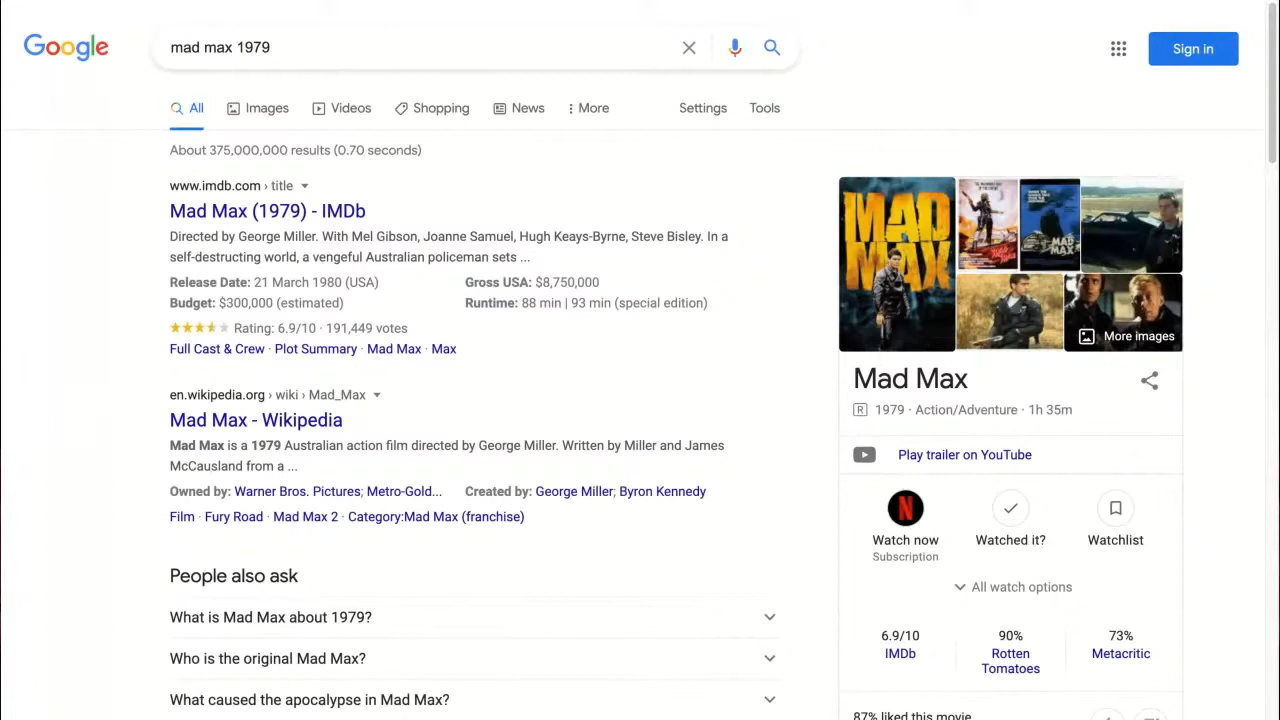 Google
mad max 1979
Sign in
All
Images
Videos
Shopping
News
More
Settings
Tools
About 375,000,000 results (0.70 seconds)
www.imdb.com › title
Mad Max (1979) - IMDb
Directed by George Miller. With Mel Gibson, Joanne Samuel, Hugh Keays-Byrne, Steve Bisley. In a
self-destructing world, a vengeful Australian policeman sets ...
Release Date: 21 March 1980 (USA)
Gross USA: $8,750,000
Budget: $300,000 (estimated)
Runtime: 88 min | 93 min (special edition)
Rating: 6.9/10 · 191,449 votes
Full Cast & Crew · Plot Summary · Mad Max · Max
en.wikipedia.org › wiki › Mad_Max
Mad Max - Wikipedia
Mad Max is a 1979 Australian action film directed by George Miller. Written by Miller and James
McCausland from a ...
Owned by: Warner Bros. Pictures; Metro-Gold...
Created by: George Miller; Byron Kennedy
Film · Fury Road · Mad Max 2 · Category:Mad Max (franchise)
People also ask
What is Mad Max about 1979?
Who is the original Mad Max?
What caused the apocalypse in Mad Max?
MAD
MAX
MAD
MAX
More images
Mad Max
R 1979 · Action/Adventure · 1h 35m
Play trailer on YouTube
N
Watch now
Subscription
Watched it?
Watchlist
All watch options
6.9/10
IMDb
90%
Rotten
Tomatoes
73%
Metacritic
87% liked this movie